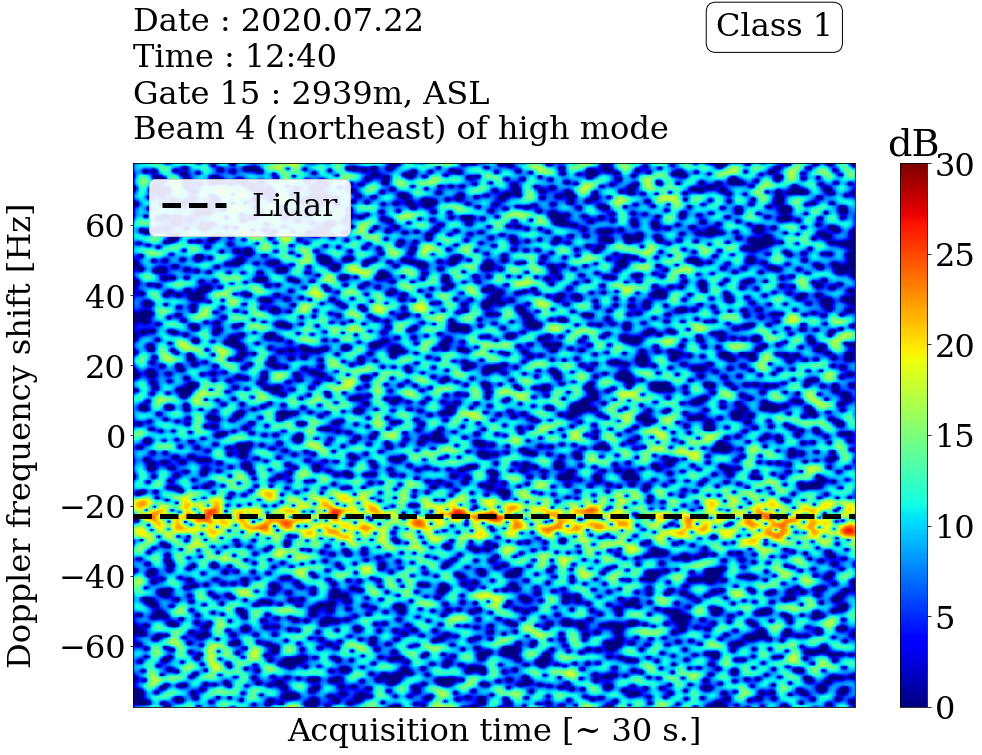 Date : 2020.07.22
Time : 12:40
Gate 15 : 2939m, ASL
Beam 4 (northeast) of high mode
Class 1
dB
Lidar
Doppler frequency shift [Hz]
60
40
20
0
−20
−40
−60
Acquisition time [~ 30 s.]
30
25
20
15
10
5
0